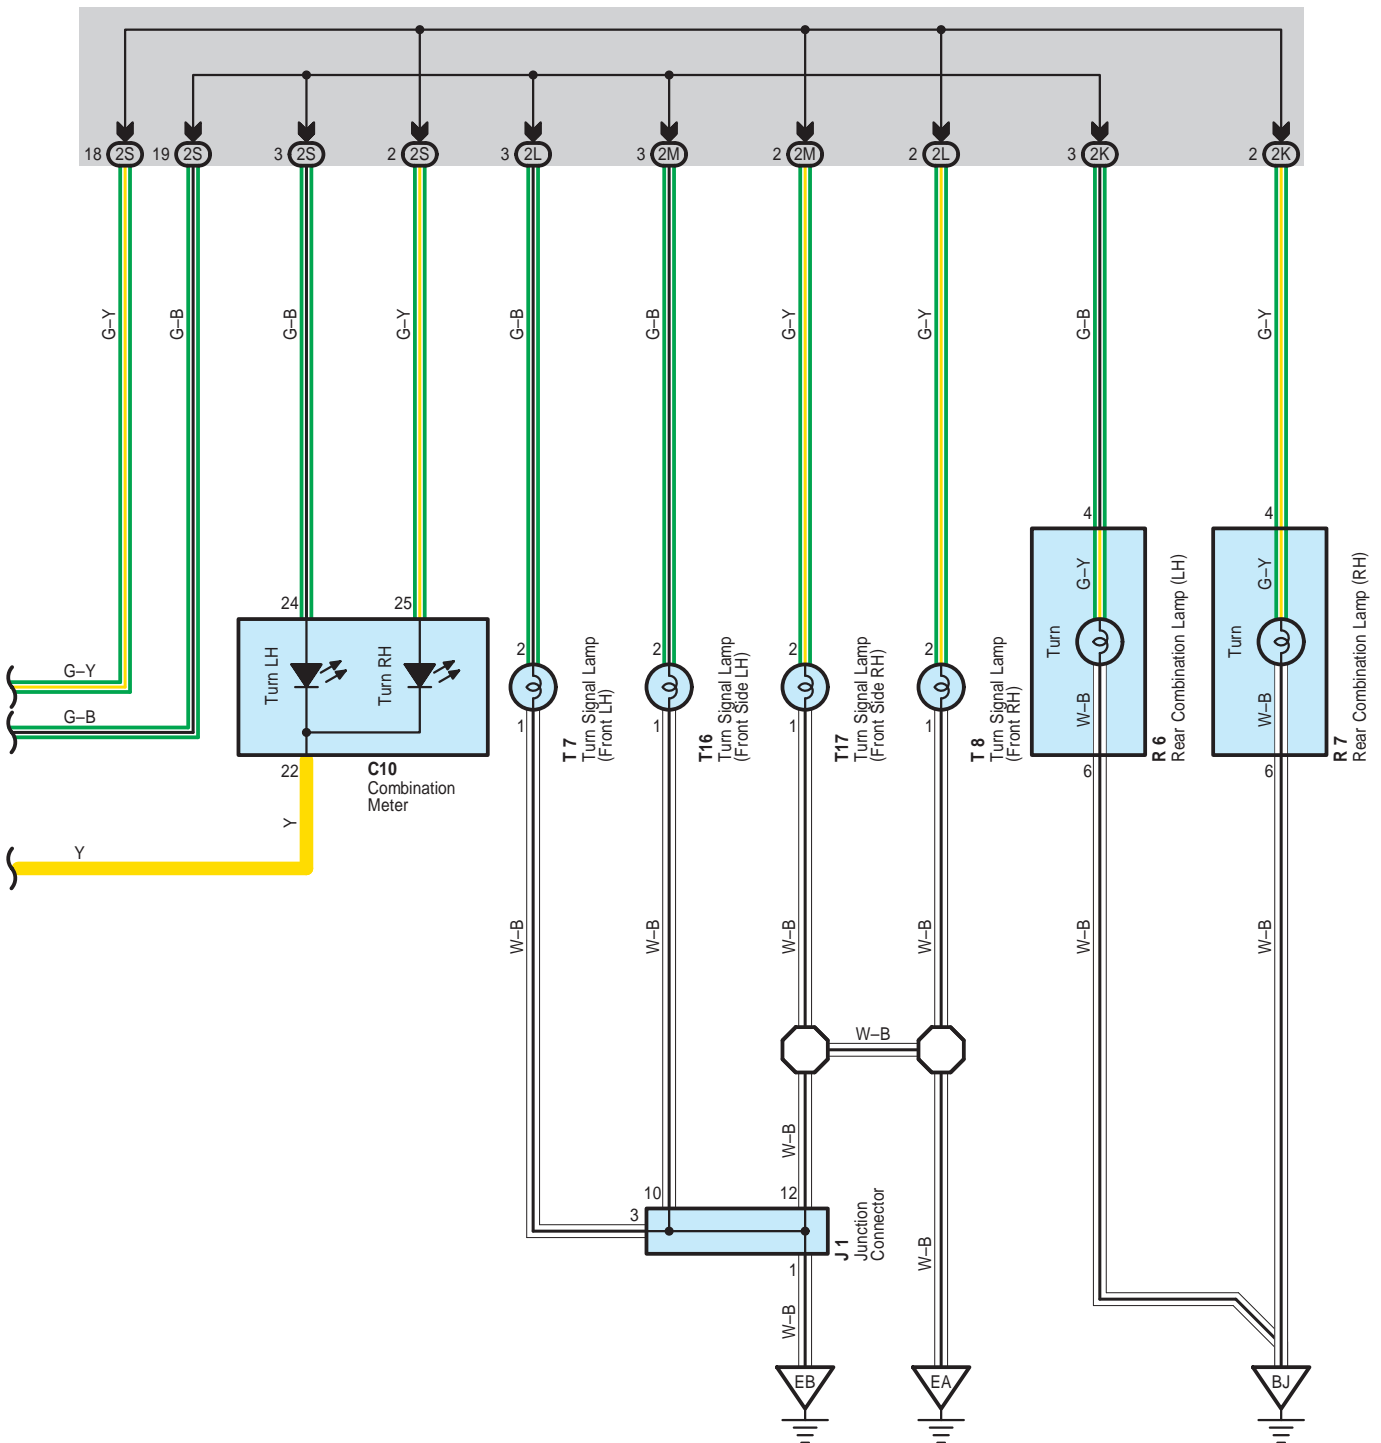 18 2S 19 2S 3 2S 2 2S 3 2L 3 2M 2 2M 2 2L 3 2K 2 2K
G–Y G–B G–B G–Y G–B G–B G–Y G–Y G–B G–Y
4 4
G–Y G–Y
24 25
Turn LH
Turn RH
2 2 2 2
Turn Turn
G–Y
G–B
1 1 1 1
W–B W–B
22
6 6
C10
Combination
Meter
T 7
Turn Signal Lamp
(Front LH)
T16
Turn Signal Lamp
(Front Side LH)
T17
Turn Signal Lamp
(Front Side RH)
T 8
Turn Signal Lamp
(Front RH)
R 6
Rear Combination Lamp (LH)
R 7
Rear Combination Lamp (RH)
Y
Y
W–B W–B W–B W–B W–B W–B
W–B
W–B
10 12
3
J 1
Junction
Connector
1
W–B
W–B
EB EA BJ